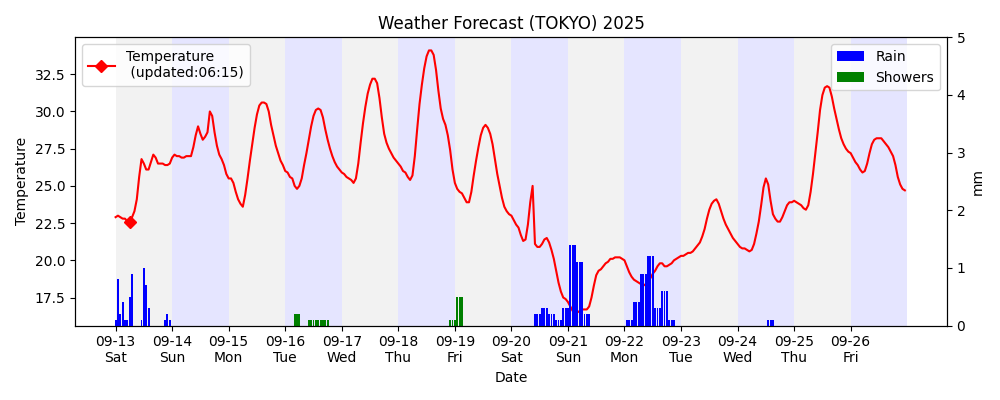 Weather Forecast (TOKYO) 2025
Temperature
(updated:06:15)
Rain
Showers
32.5
30.0
27.5
25.0
22.5
20.0
17.5
Temperature
5
4
3
2
1
0
mm
09-13 09-14 09-15 09-16 09-17 09-18 09-19 09-20 09-21 09-22 09-23 09-24 09-25 09-26
Sat Sun Mon Tue Wed Thu Fri Sat Sun Mon Tue Wed Thu Fri
Date